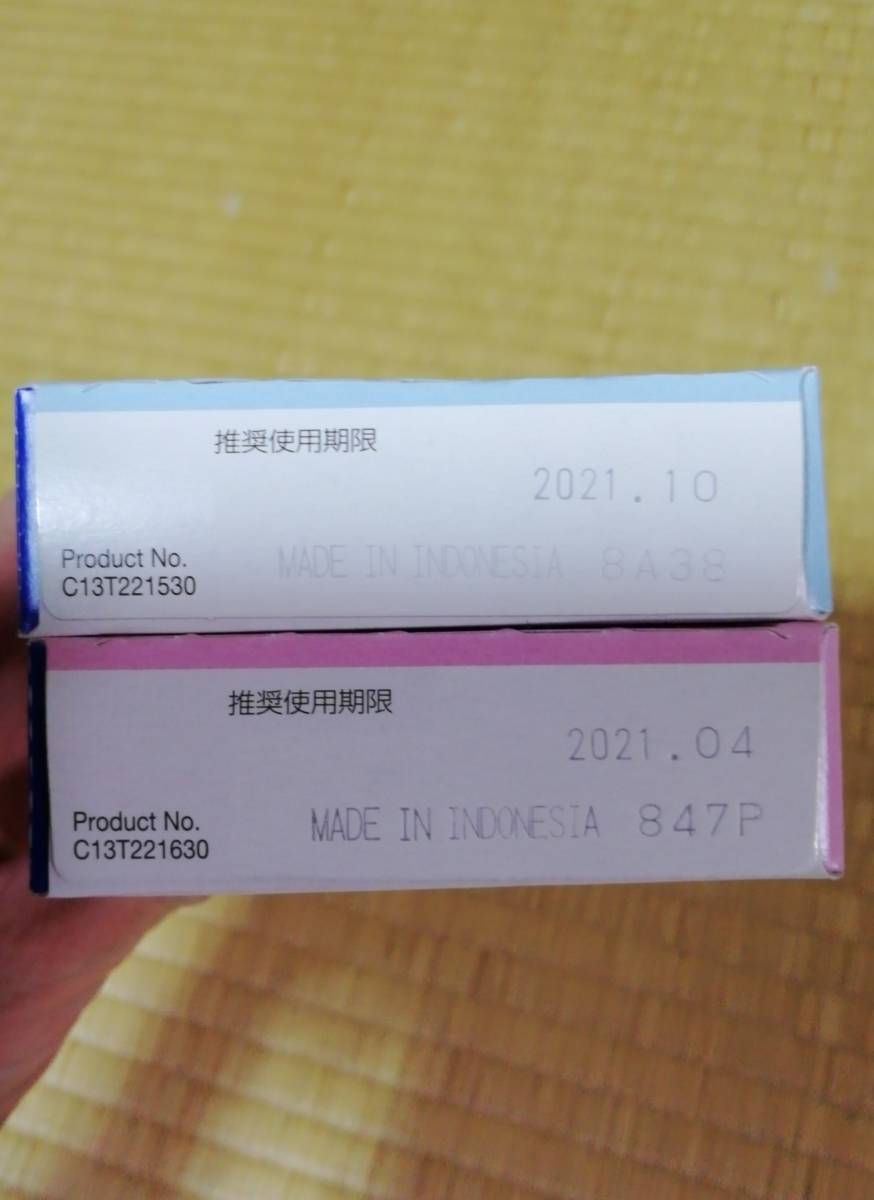 推奨使用期限
2021.10
Product No.
C13T221530
MADE IN INDONESIA 8A38
推奨使用期限
2021.04
Product No.
C13T221630
MADE IN INDONESIA 847P